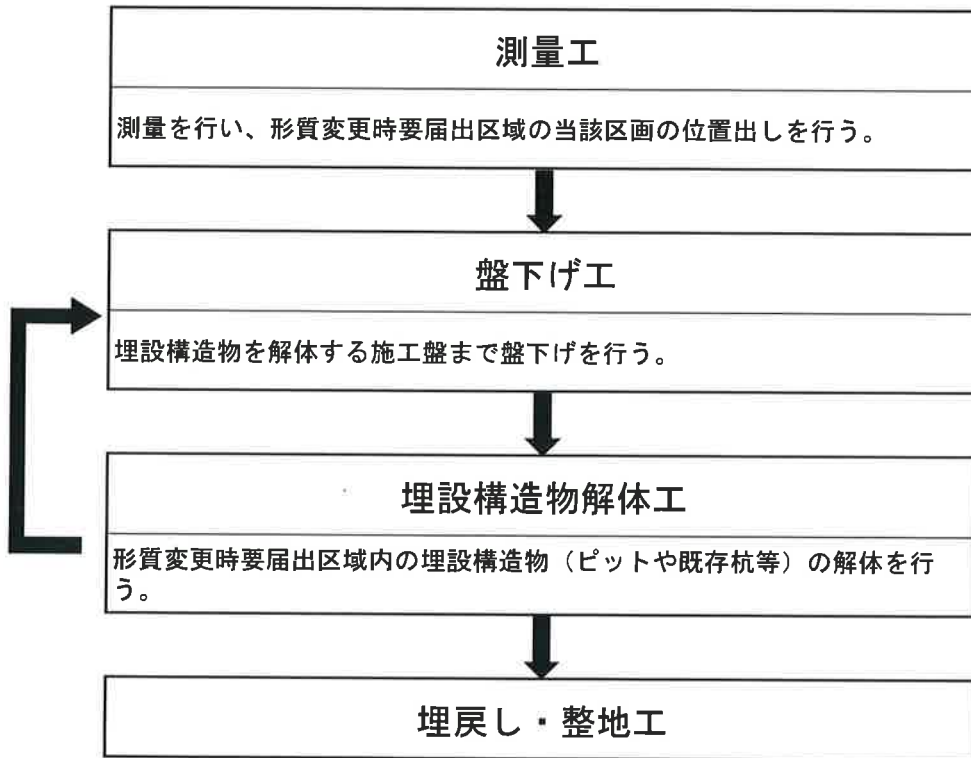 測量工
測量を行い、形質変更時要届出区域の当該区画の位置出しを行う。
盤下げ工
埋設構造物を解体する施工盤まで盤下げを行う。
埋設構造物解体工
形質変更時要届出区域内の埋設構造物（ピットや既存杭等）の解体を行
う。
埋戻し・整地工